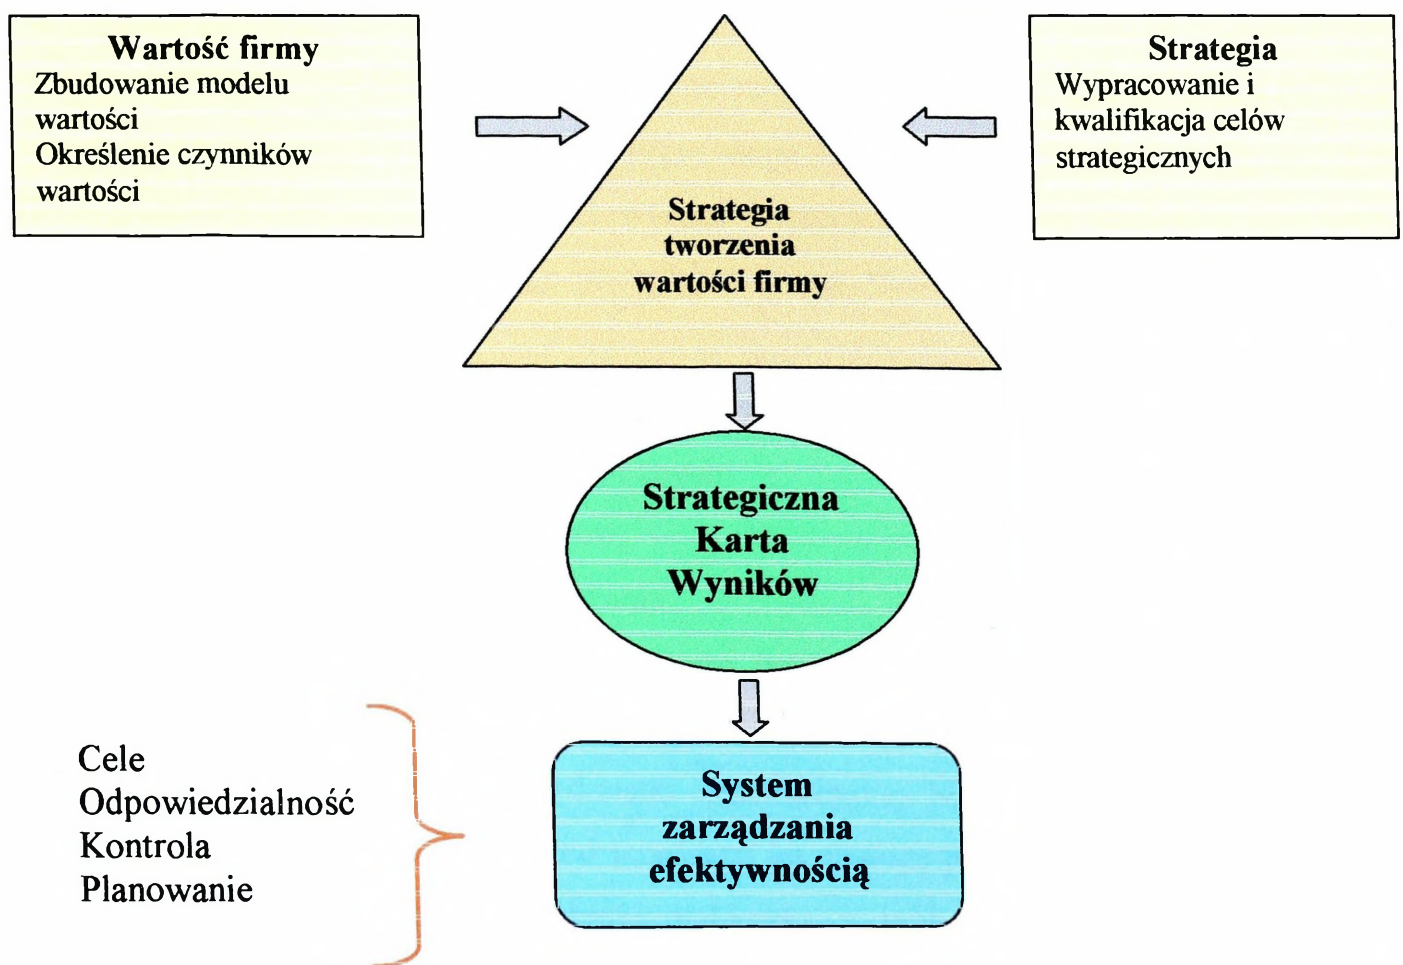 Wartość firmy
Zbudowanie modelu
wartości
Określenie czynników
wartości
Strategia
Wypracowanie i
kwalifikacja celów
strategicznych
Strategia
tworzenia
wartości firmy
Strategiczna
Karta
Wyników
Cele
Odpowiedzialność
Kontrola
Planowanie
System
zarządzania
efektywnością